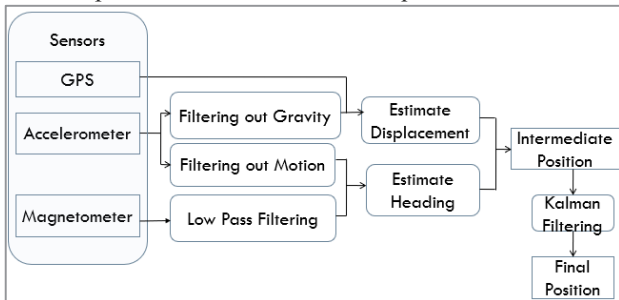 Sensors
GPS
Accelerometer
Magnetometer
Filtering out Gravity
Filtering out Motion
Low Pass Filtering
Estimate
Displacement
Estimate
Heading
Intermediate
Position
Kalman
Filtering
Final
Position